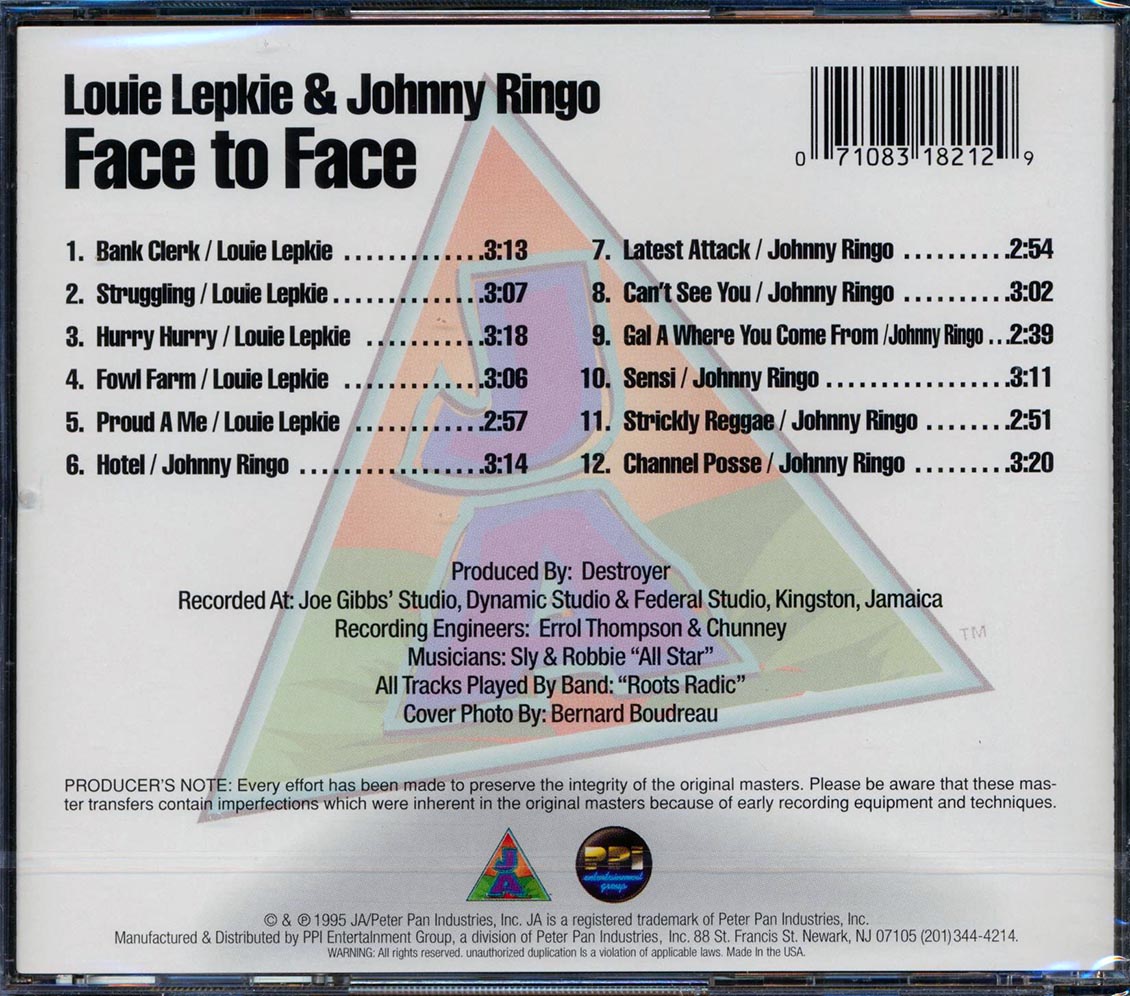 Louie Lepkie & Johnny Ringo
Face to Face
0 71083 18212 9
1. Bank Clerk / Louie Lepkie ..............3:13
2. Struggling / Louie Lepkie...............3:07
3. Hurry Hurry / Louie Lepkie ............3:18
4. Fowl Farm / Louie Lepkie ..............3:06
5. Proud A Me / Louie Lepkie ............2:57
6. Hotel / Johnny Ringo ..................3:14
7. Latest Attack / Johnny Ringo ..........2:54
8. Can't See You / Johnny Ringo ..........3:02
9. Gal A Where You Come From /Johnny Ringo ...2:39
10. Sensi / Johnny Ringo..................3:11
11. Strickly Reggae / Johnny Ringo ........2:51
12. Channel Posse / Johnny Ringo .........3:20
JA
Produced By: Destroyer
Recorded At: Joe Gibbs' Studio, Dynamic Studio & Federal Studio, Kingston, Jamaica
Recording Engineers: Errol Thompson & Chunney
TM
Musicians: Sly & Robbie "All Star"
All Tracks Played By Band: "Roots Radic"
Cover Photo By: Bernard Boudreau
PRODUCER'S NOTE: Every effort has been made to preserve the integrity of the original masters. Please be aware that these mas-
ter transfers contain imperfections which were inherent in the original masters because of early recording equipment and techniques.
JA
PPI
entertainment
group
© & ℗ 1995 JA/Peter Pan Industries, Inc. JA is a registered trademark of Peter Pan Industries, Inc.
Manufactured & Distributed by PPI Entertainment Group, a division of Peter Pan Industries, Inc. 88 St. Francis St. Newark, NJ 07105 (201) 344-4214.
WARNING: All rights reserved. unauthorized duplication is a violation of applicable laws. Made In the USA.